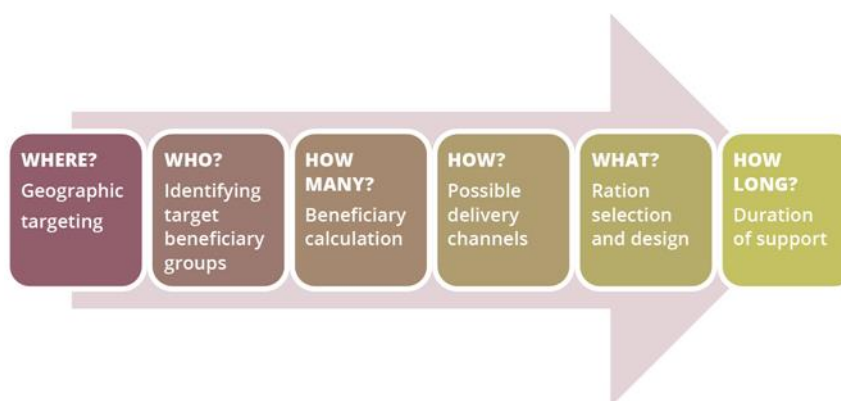 WHERE?
Geographic
targeting
WHO?
Identifying
target
beneficiary
groups
HOW
MANY?
Beneficiary
calculation
HOW?
Possible
delivery
channels
WHAT?
Ration
selection
and design
HOW
LONG?
Duration
of support